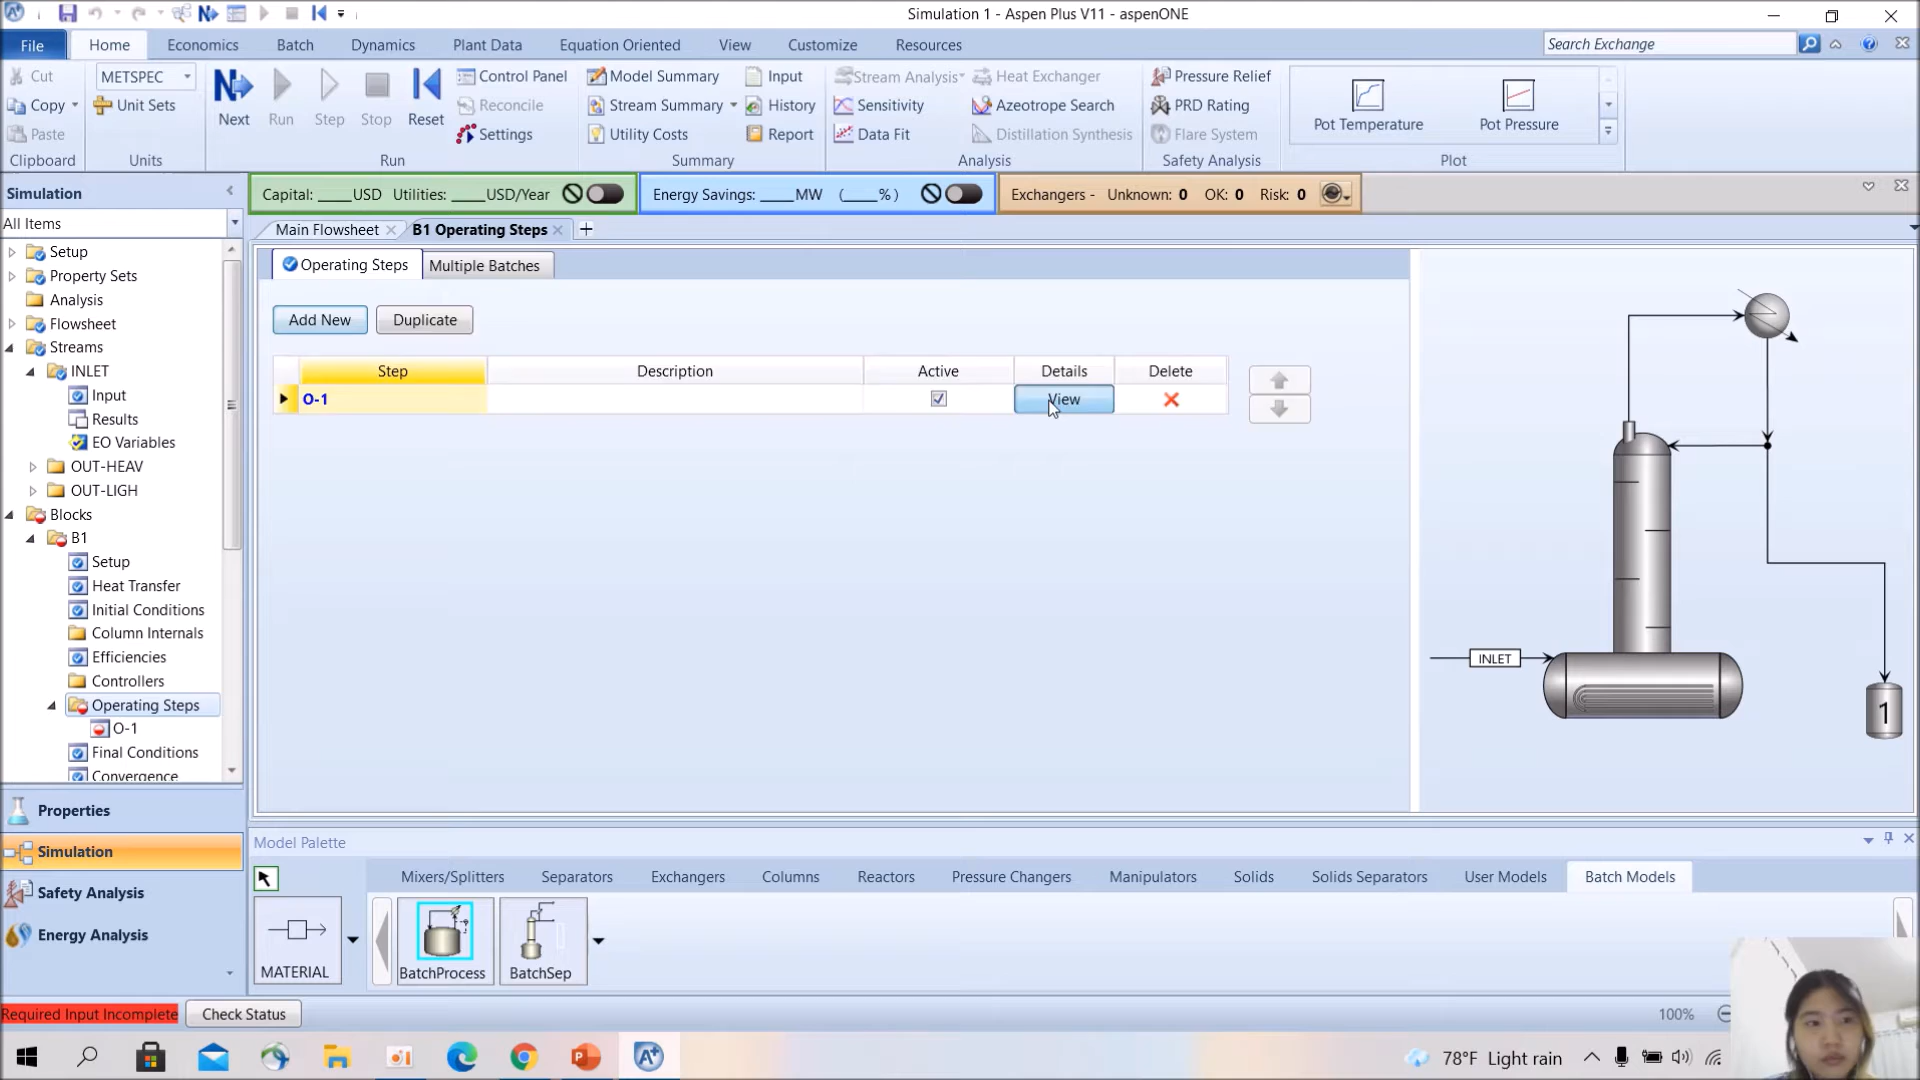 Simulation 1 - Aspen Plus V11 - aspenONE
File Home Economics Batch Dynamics Plant Data Equation Oriented View Customize Resources Search Exchange
Cut METSPEC Control Panel Model Summary Input Stream Analysis Heat Exchanger Pressure Relief
Copy Unit Sets Next Run Step Stop Reset Reconcile Stream Summary History Sensitivity Azeotrope Search PRD Rating Pot Temperature Pot Pressure
Paste Settings Utility Costs Report Data Fit Distillation Synthesis Flare System
Clipboard Units Run Summary Analysis Safety Analysis Plot
Simulation
Capital: ____USD Utilities: ____USD/Year Energy Savings: ____MW (____%) Exchangers - Unknown: 0 OK: 0 Risk: 0
All Items
Main Flowsheet B1 Operating Steps +
Setup
Property Sets
Analysis
Flowsheet
Streams
INLET
Input
Results
EO Variables
OUT-HEAV
OUT-LIGH
Blocks
B1
Setup
Heat Transfer
Initial Conditions
Column Internals
Efficiencies
Controllers
Operating Steps
O-1
Final Conditions
Convergence
Properties
Simulation
Safety Analysis
Energy Analysis
Operating Steps Multiple Batches
Add New Duplicate
Step Description Active Details Delete
O-1 View
INLET
1
Model Palette
Mixers/Splitters Separators Exchangers Columns Reactors Pressure Changers Manipulators Solids Solids Separators User Models Batch Models
MATERIAL BatchProcess BatchSep
Required Input Incomplete Check Status 100%
78°F Light rain